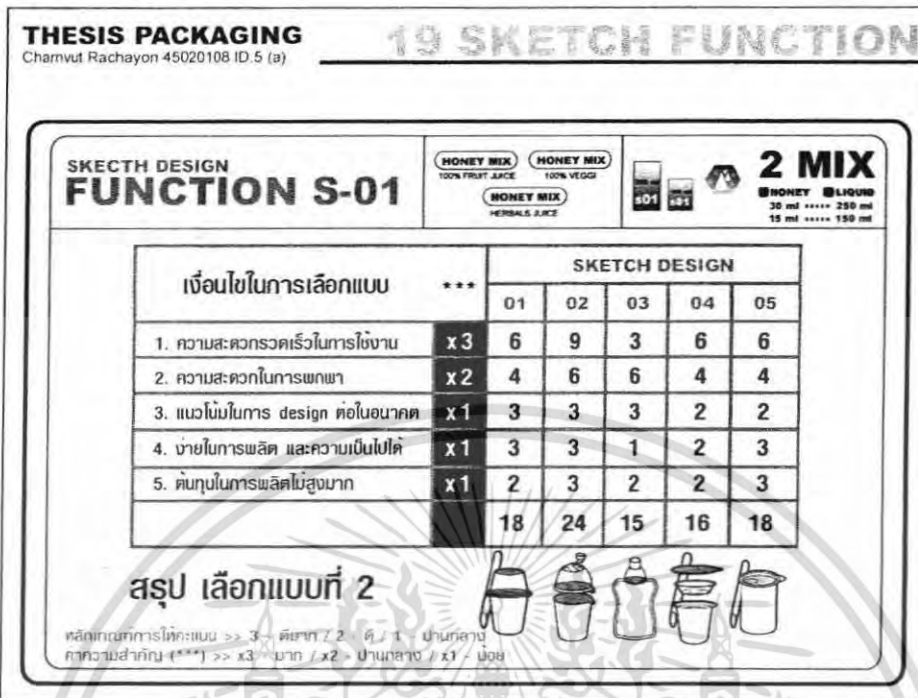 THESIS PACKAGING
Charnvut Rachayon 45020108 ID.5 (a)
19 SKETCH FUNCTION
SKECTH DESIGN
FUNCTION S-01
HONEY MIX HONEY MIX
100% FRUIT JUICE 100% VEGGI
HONEY MIX
HERBALS JUICE
s01 s01
2 MIX
HONEY LIQUID
30 ml ••••• 250 ml
15 ml ••••• 150 ml
เงื่อนไขในการเลือกแบบ *** SKETCH DESIGN
01 02 03 04 05
1. ความสะดวกรวดเร็วในการใช้งาน x3 6 9 3 6 6
2. ความสะดวกในการพกพา x2 4 6 6 4 4
3. แนวโน้มในการ design ต่อในอนาคต x1 3 3 3 2 2
4. ง่ายในการผลิต และความเป็นไปได้ x1 3 3 1 2 3
5. ต้นทุนในการผลิตไม่สูงมาก x1 2 3 2 2 3
18 24 15 16 18
สรุป เลือกแบบที่ 2
หลักเกณฑ์การให้คะแนน >> 3 - ดีมาก / 2 - ดี / 1 - ปานกลาง
ค่าความสำคัญ (***) >> x3 - มาก / x2 - ปานกลาง / x1 - น้อย